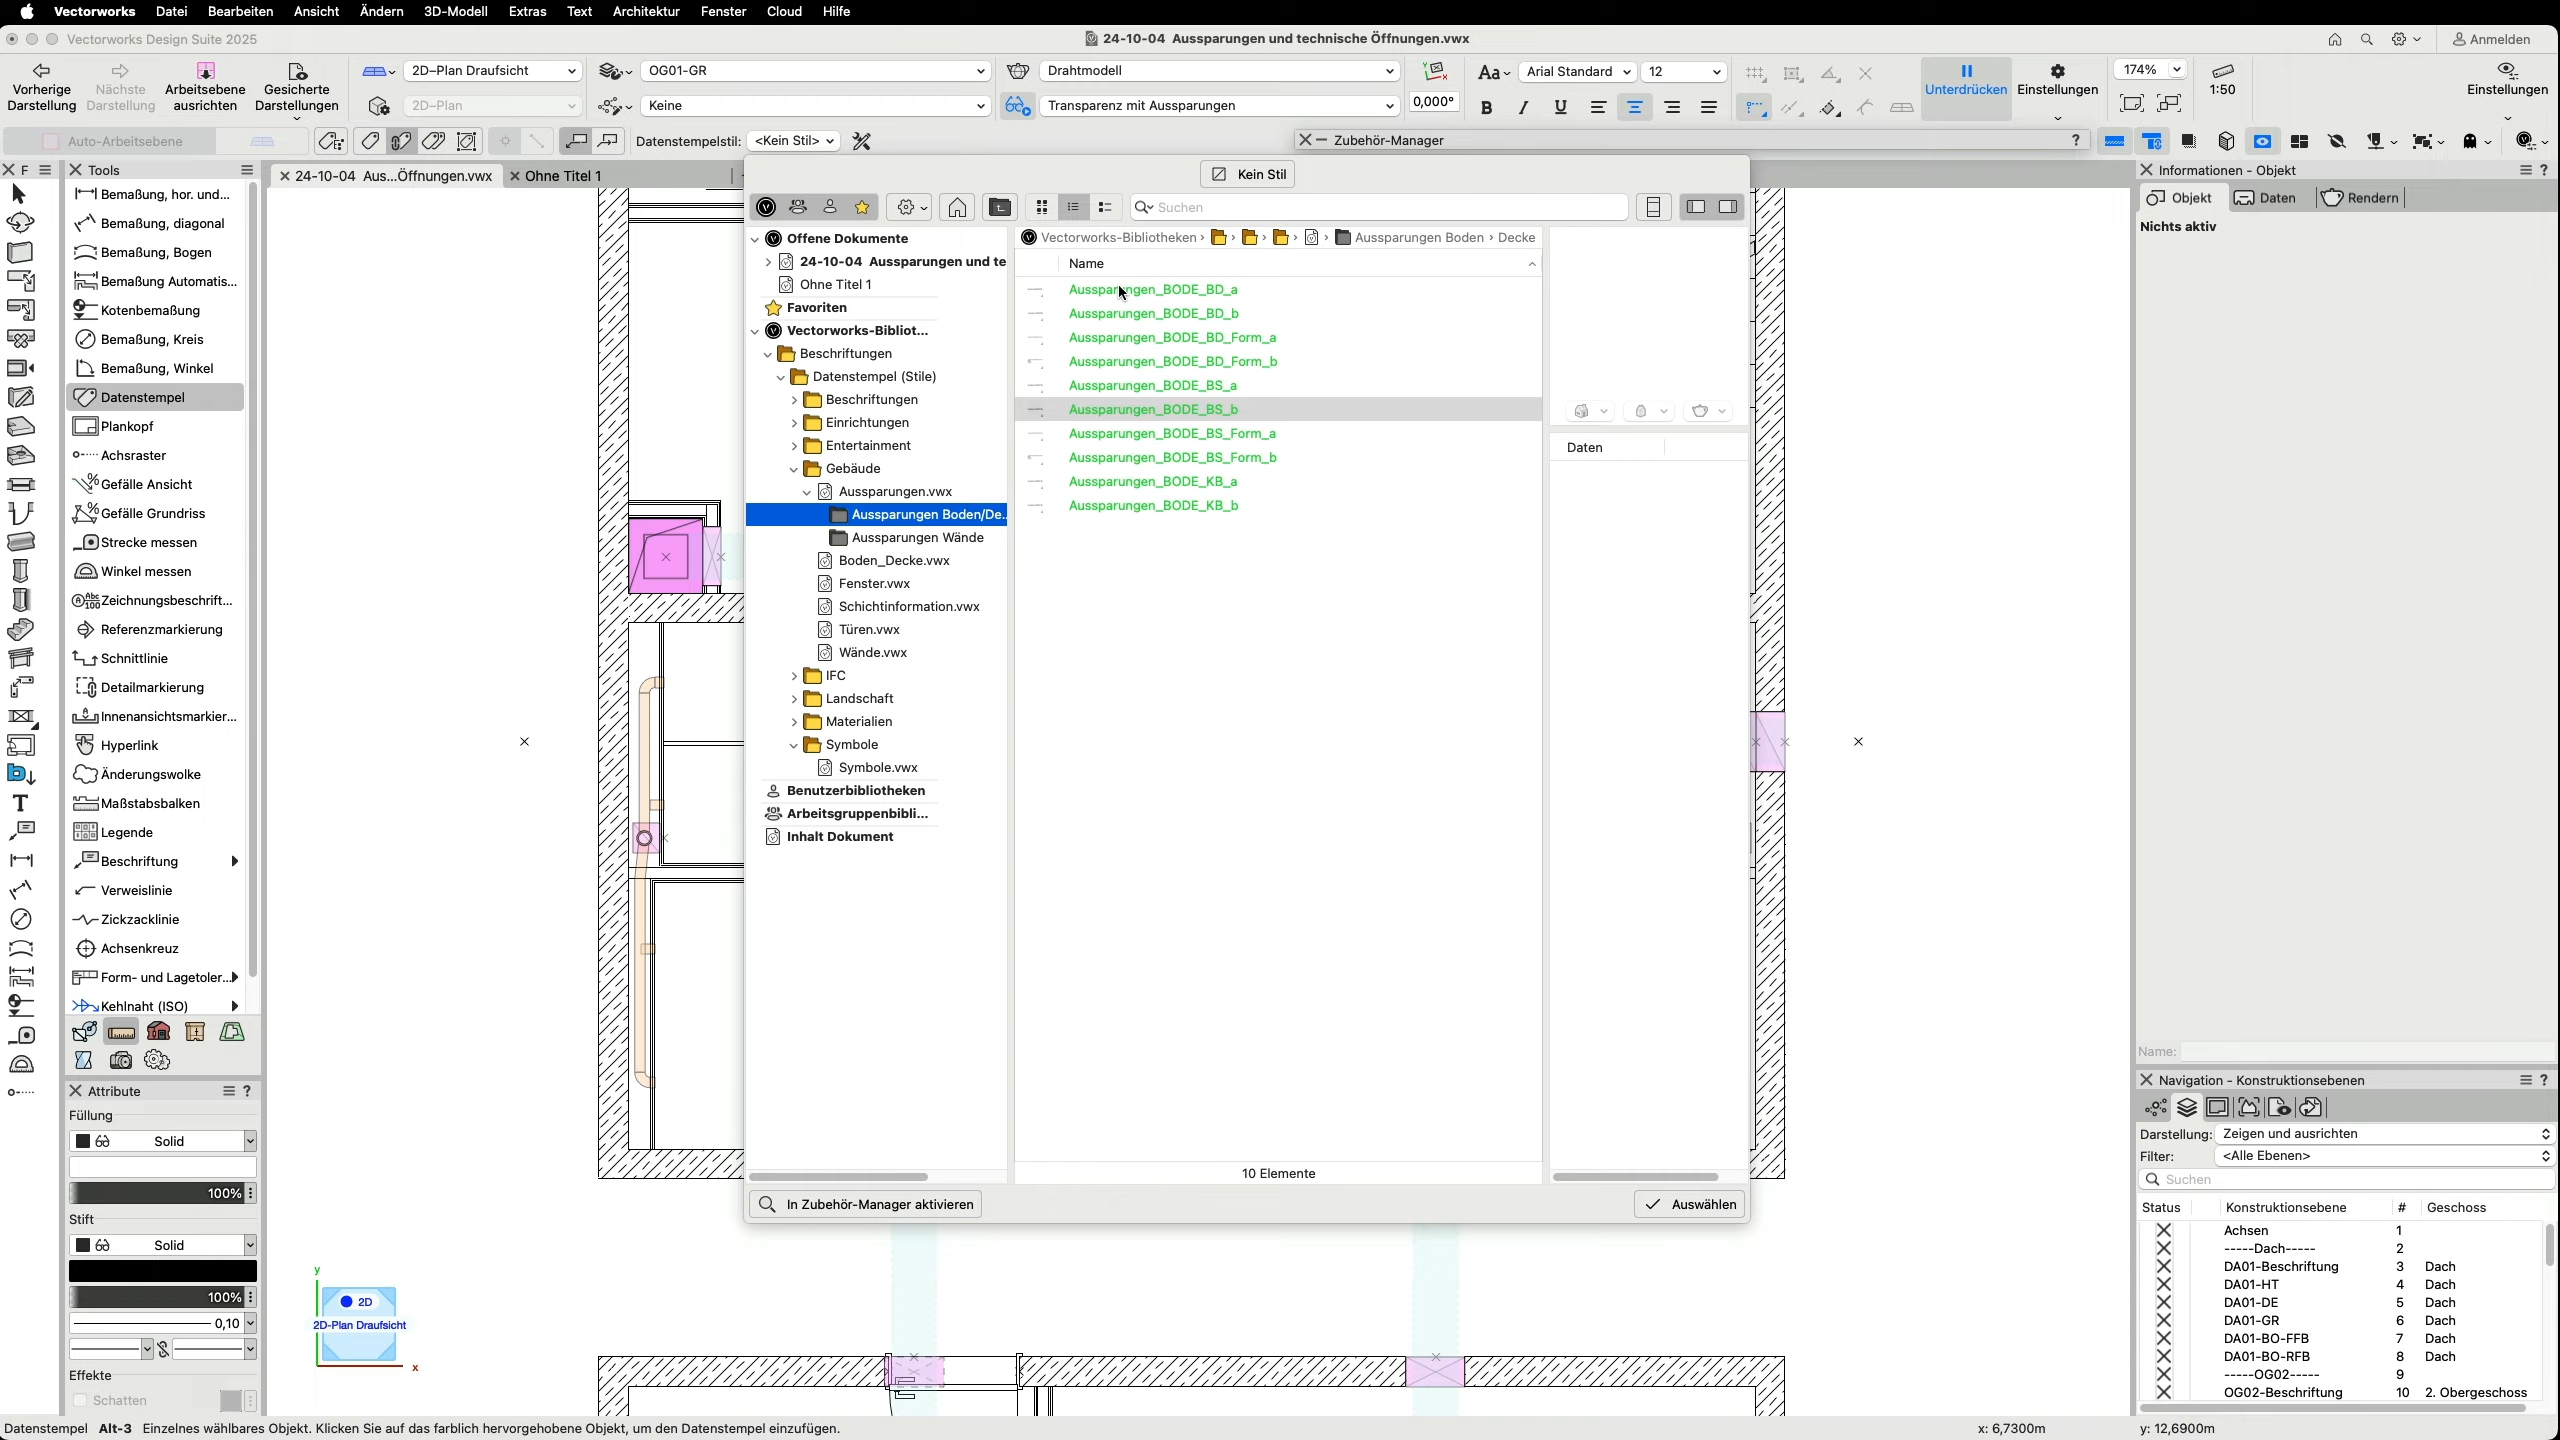 Vectorworks Datei Bearbeiten Ansicht Ändern 3D-Modell Extras Text Architektur Fenster Cloud Hilfe
Vectorworks Design Suite 2025
24-10-04 Aussparungen und technische Öffnungen.vwx
Anmelden
Vorherige Darstellung
Nächste Darstellung
Arbeitsebene ausrichten
Gesicherte Darstellungen
2D-Plan Draufsicht
2D-Plan
OG01-GR
Keine
Drahtmodell
Transparenz mit Aussparungen
0,000°
Aa
Arial Standard
12
B I U
Unterdrücken
Einstellungen
174%
1:50
Einstellungen
Auto-Arbeitsebene
Datenstempelstil: <Kein Stil>
Zubehör-Manager
?
F
Tools
24-10-04 Aus...Öffnungen.vwx
Ohne Titel 1
Bemaßung, hor. und...
Bemaßung, diagonal
Bemaßung, Bogen
Bemaßung Automatis...
Kotenbemaßung
Bemaßung, Kreis
Bemaßung, Winkel
Datenstempel
Plankopf
Achsraster
Gefälle Ansicht
Gefälle Grundriss
Strecke messen
Winkel messen
Zeichnungsbeschrift...
Referenzmarkierung
Schnittlinie
Detailmarkierung
Innenansichtsmarkier...
Hyperlink
Änderungswolke
Maßstabsbalken
Legende
Beschriftung
Verweislinie
Zickzacklinie
Achsenkreuz
Form- und Lagetoler...
Kehlnaht (ISO)
Attribute
?
Füllung
Solid
100%
Stift
Solid
100%
0,10
Effekte
Schatten
Kein Stil
Suchen
Offene Dokumente
24-10-04 Aussparungen und te
Ohne Titel 1
Favoriten
Vectorworks-Bibliot...
Beschriftungen
Datenstempel (Stile)
Beschriftungen
Einrichtungen
Entertainment
Gebäude
Aussparungen.vwx
Aussparungen Boden/De..
Aussparungen Wände
Boden_Decke.vwx
Fenster.vwx
Schichtinformation.vwx
Türen.vwx
Wände.vwx
IFC
Landschaft
Materialien
Symbole
Symbole.vwx
Benutzerbibliotheken
Arbeitsgruppenbibli...
Inhalt Dokument
Vectorworks-Bibliotheken › › › › › Aussparungen Boden › Decke
Name
Aussparungen_BODE_BD_a
Aussparungen_BODE_BD_b
Aussparungen_BODE_BD_Form_a
Aussparungen_BODE_BD_Form_b
Aussparungen_BODE_BS_a
Aussparungen_BODE_BS_b
Aussparungen_BODE_BS_Form_a
Aussparungen_BODE_BS_Form_b
Aussparungen_BODE_KB_a
Aussparungen_BODE_KB_b
10 Elemente
Daten
In Zubehör-Manager aktivieren
Auswählen
y
2D
2D-Plan Draufsicht
x
Informationen - Objekt
?
Objekt
Daten
Rendern
Nichts aktiv
Name:
Navigation - Konstruktionsebenen
?
Darstellung: Zeigen und ausrichten
Filter: <Alle Ebenen>
Suchen
Status Konstruktionsebene # Geschoss
Achsen 1
-----Dach----- 2
DA01-Beschriftung 3 Dach
DA01-HT 4 Dach
DA01-DE 5 Dach
DA01-GR 6 Dach
DA01-BO-FFB 7 Dach
DA01-BO-RFB 8 Dach
-----OG02----- 9
OG02-Beschriftung 10 2. Obergeschoss
Datenstempel Alt-3 Einzelnes wählbares Objekt. Klicken Sie auf das farblich hervorgehobene Objekt, um den Datenstempel einzufügen.
x: 6,7300m
y: 12,6900m